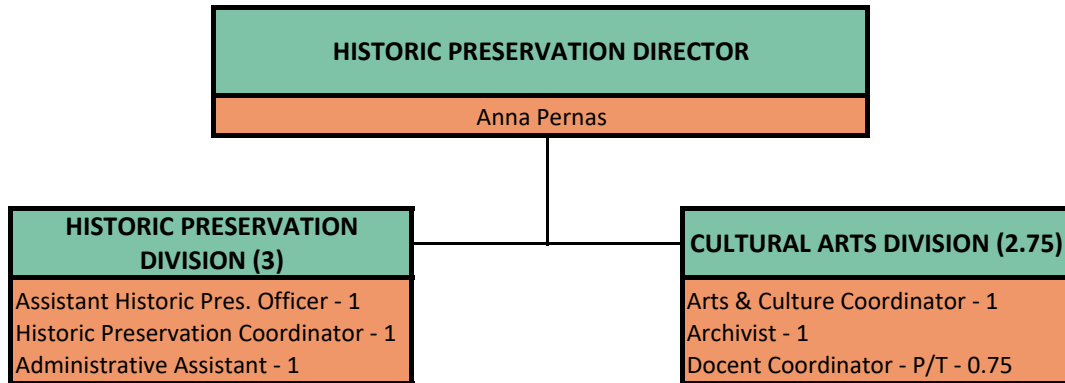 HISTORIC PRESERVATION DIRECTOR
Anna Pernas
HISTORIC PRESERVATION
DIVISION (3)
Assistant Historic Pres. Officer - 1
Historic Preservation Coordinator - 1
Administrative Assistant - 1
CULTURAL ARTS DIVISION (2.75)
Arts & Culture Coordinator - 1
Archivist - 1
Docent Coordinator - P/T - 0.75